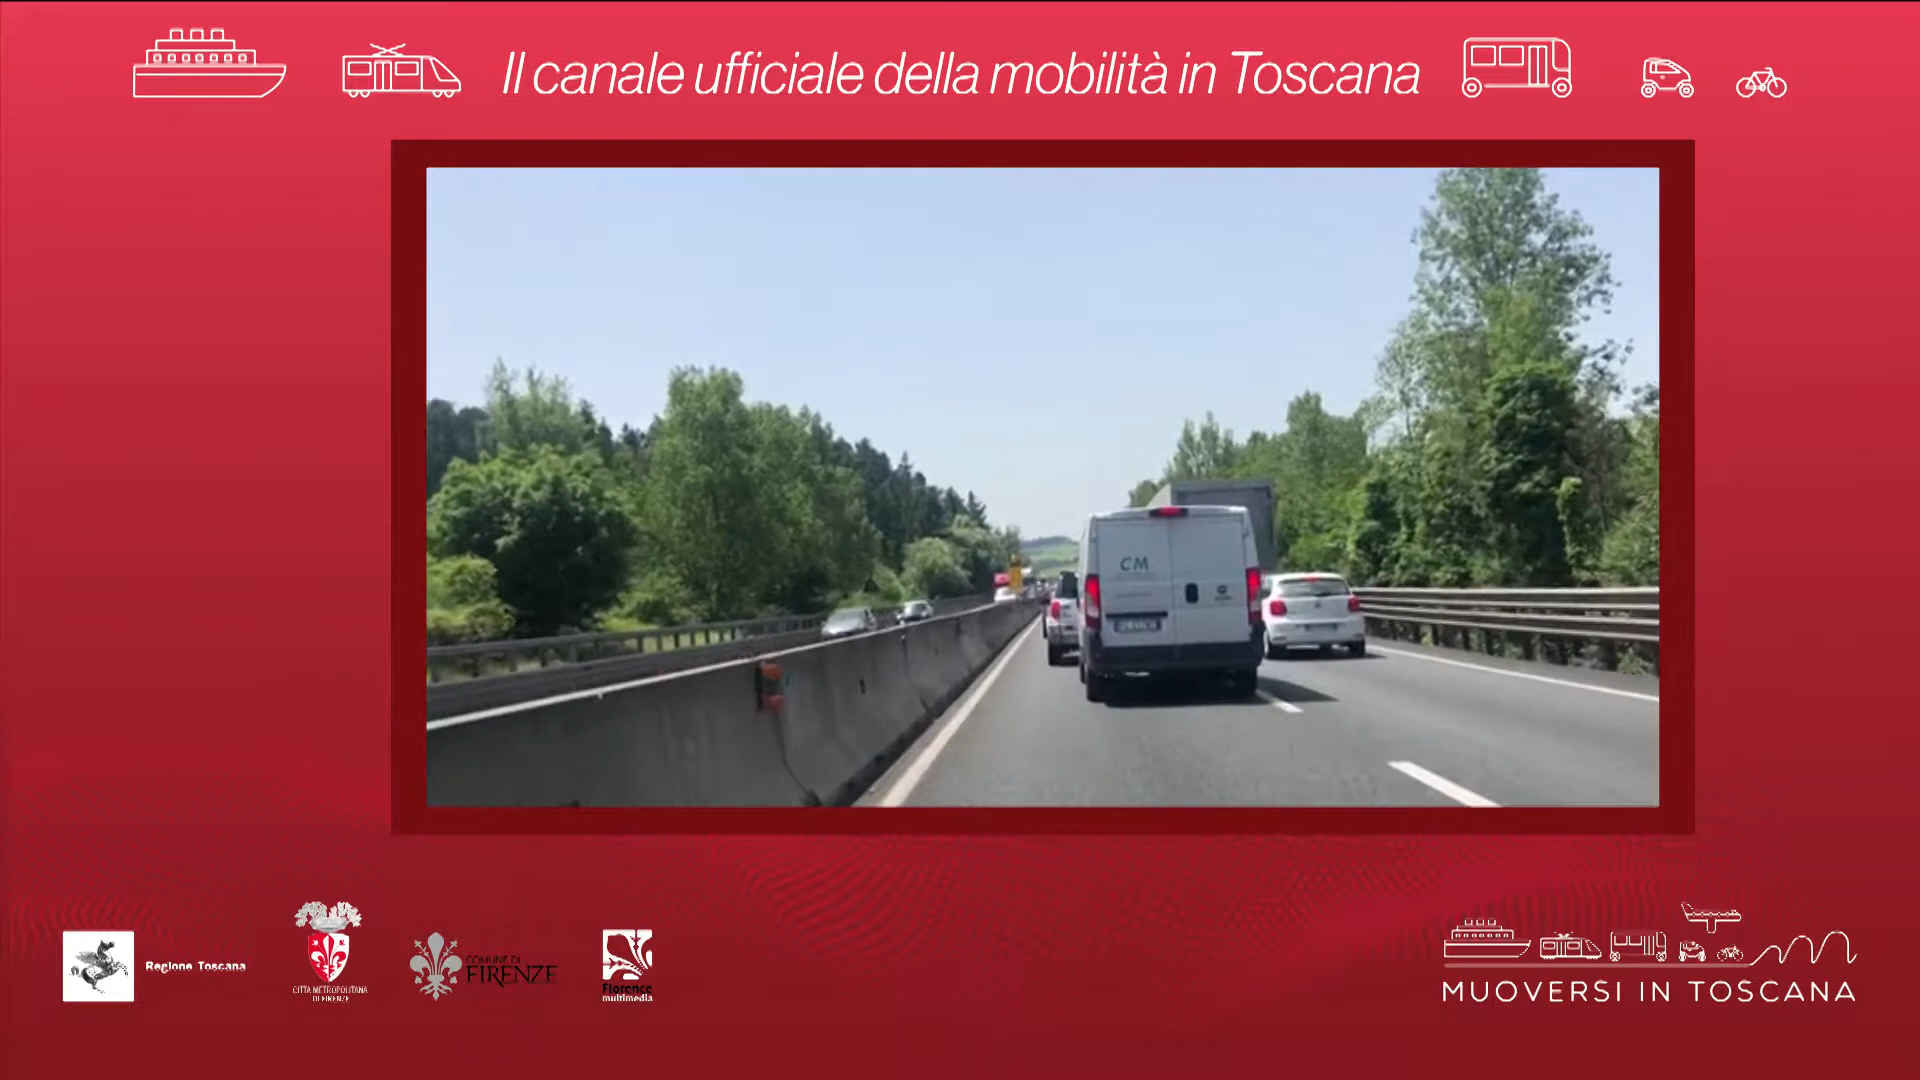 Il canale ufficiale della mobilità in Toscana
CM
Regione Toscana
CITTÀ METROPOLITANA
DI FIRENZE
COMUNE DI
FIRENZE
Florence
multimedia
MUOVERSI IN TOSCANA